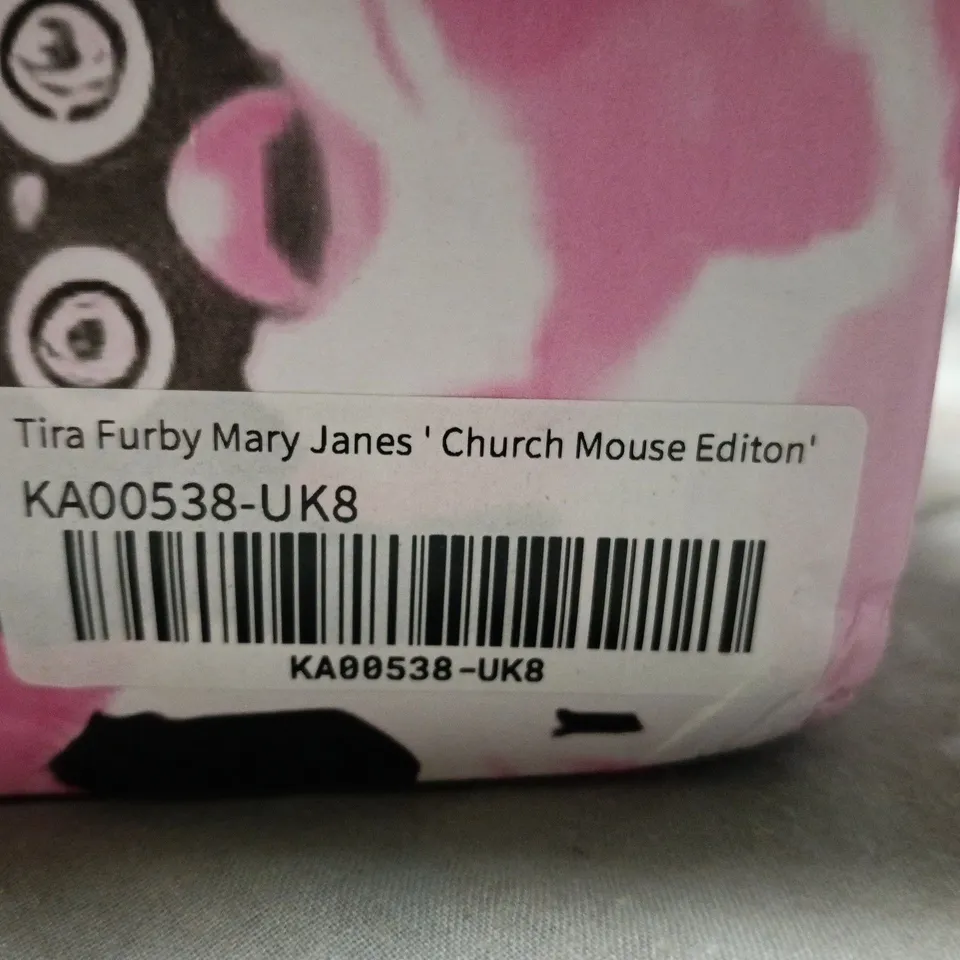 Tira Furby Mary Janes ' Church Mouse Editon'
KA00538-UK8
KA00538-UK8